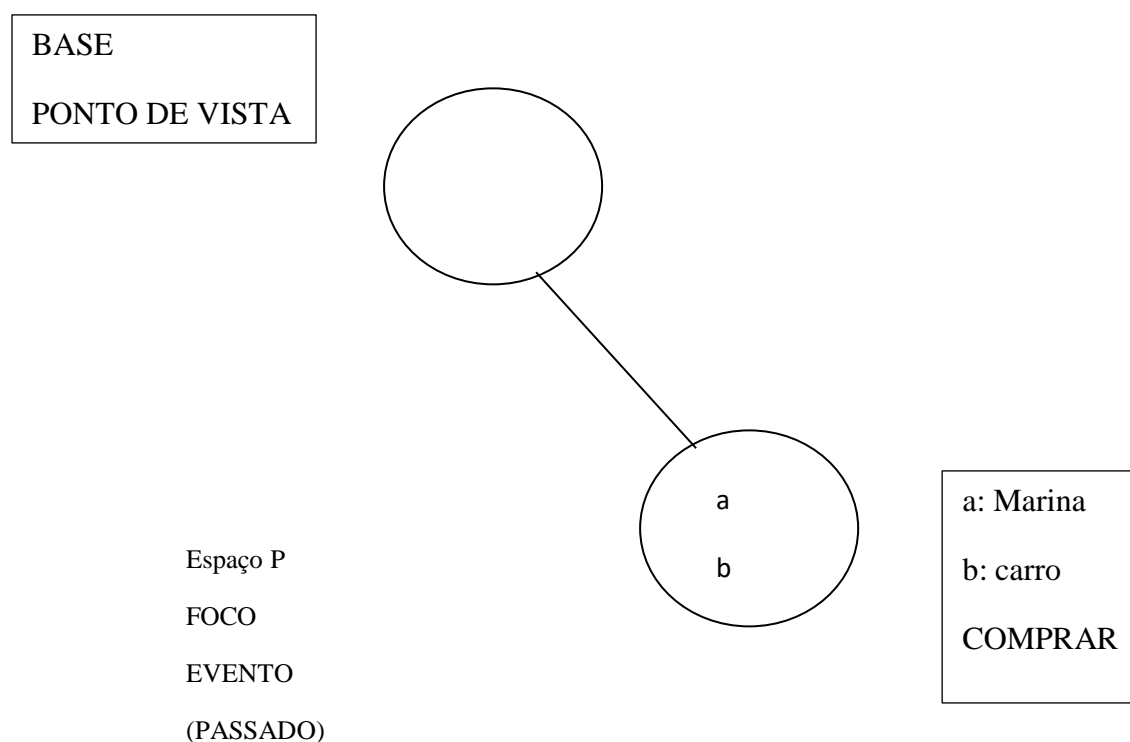 BASE
PONTO DE VISTA
a
b
Espaço P
FOCO
EVENTO
(PASSADO)
a: Marina
b: carro
COMPRAR